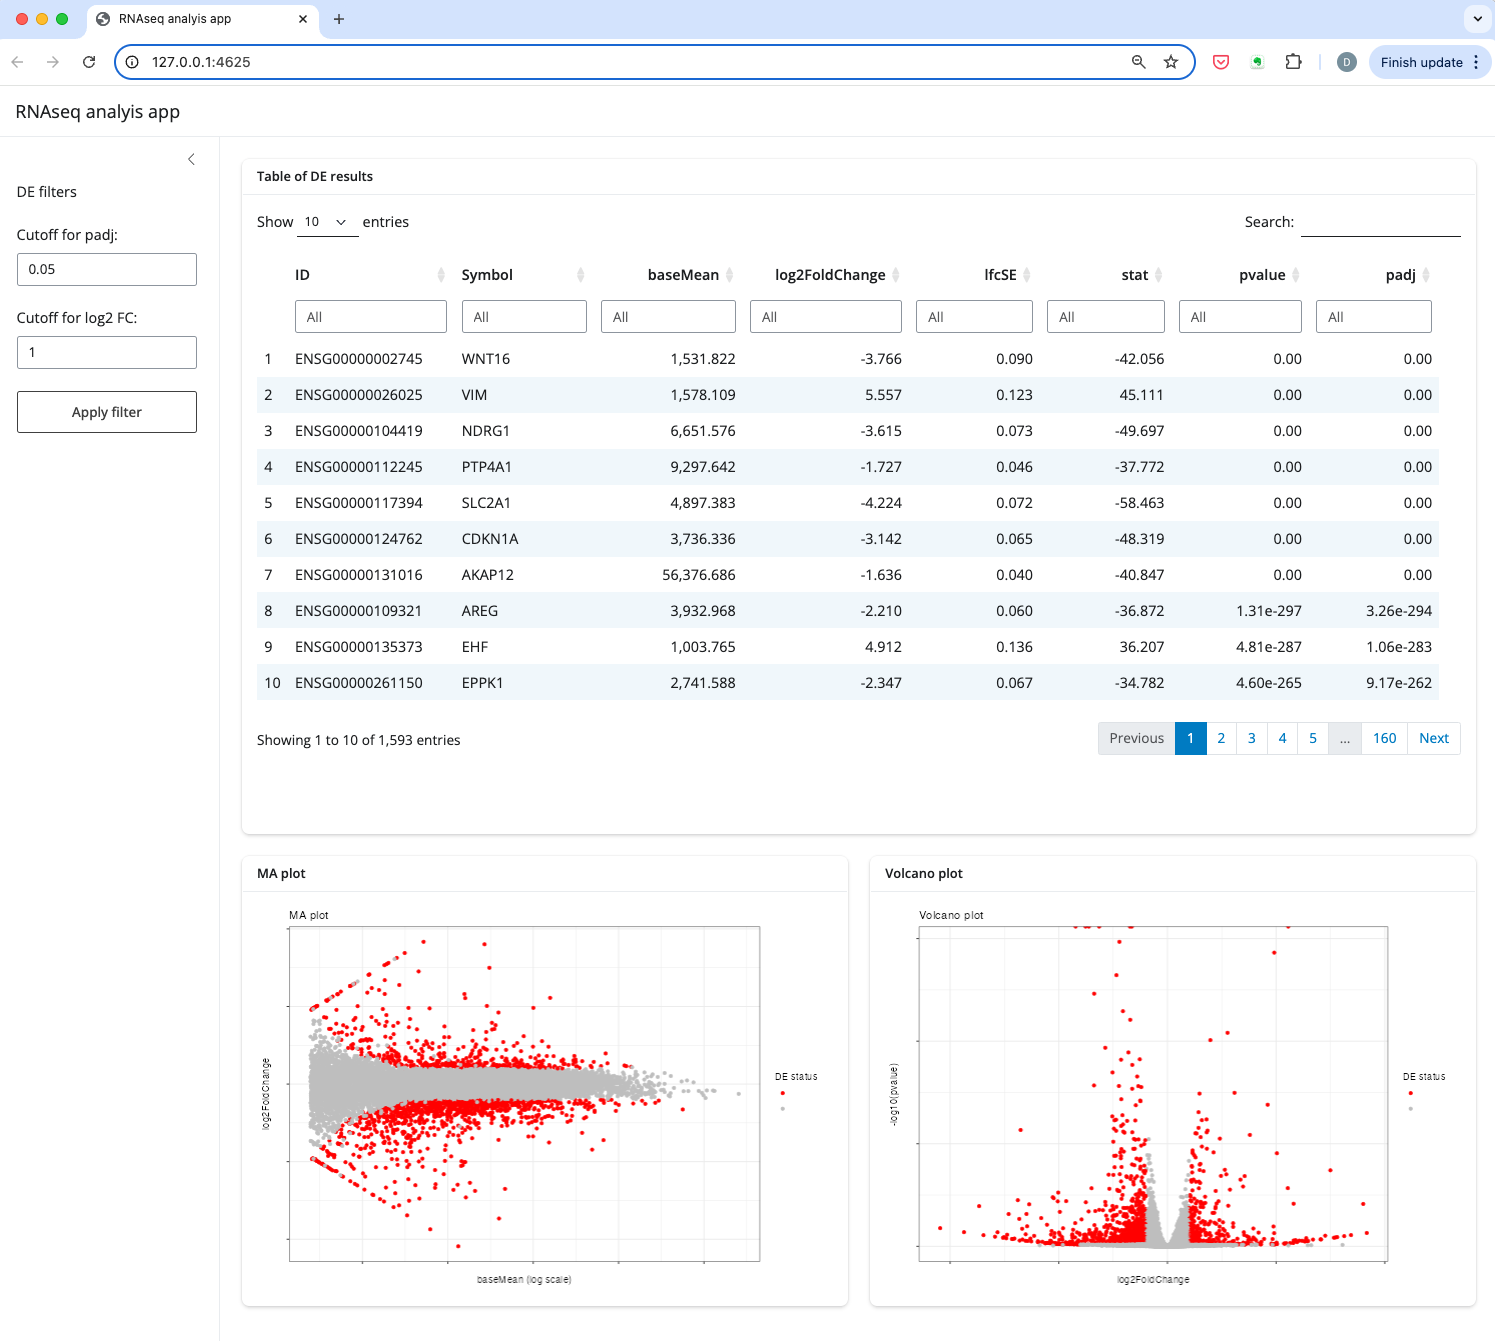 RNAseq analyis app
127.0.0.1:4625
D
Finish update
RNAseq analyis app
DE filters
Cutoff for padj:
0.05
Cutoff for log2 FC:
1
Apply filter
Table of DE results
Show 10 entries
Search:
ID Symbol baseMean log2FoldChange lfcSE stat pvalue padj
All All All All All All All All
1 ENSG00000002745 WNT16 1,531.822 -3.766 0.090 -42.056 0.00 0.00
2 ENSG00000026025 VIM 1,578.109 5.557 0.123 45.111 0.00 0.00
3 ENSG00000104419 NDRG1 6,651.576 -3.615 0.073 -49.697 0.00 0.00
4 ENSG00000112245 PTP4A1 9,297.642 -1.727 0.046 -37.772 0.00 0.00
5 ENSG00000117394 SLC2A1 4,897.383 -4.224 0.072 -58.463 0.00 0.00
6 ENSG00000124762 CDKN1A 3,736.336 -3.142 0.065 -48.319 0.00 0.00
7 ENSG00000131016 AKAP12 56,376.686 -1.636 0.040 -40.847 0.00 0.00
8 ENSG00000109321 AREG 3,932.968 -2.210 0.060 -36.872 1.31e-297 3.26e-294
9 ENSG00000135373 EHF 1,003.765 4.912 0.136 36.207 4.81e-287 1.06e-283
10 ENSG00000261150 EPPK1 2,741.588 -2.347 0.067 -34.782 4.60e-265 9.17e-262
Showing 1 to 10 of 1,593 entries
Previous 1 2 3 4 5 ... 160 Next
MA plot
MA plot
log2FoldChange
baseMean (log scale)
DE status
Volcano plot
Volcano plot
-log10(pvalue)
log2FoldChange
DE status